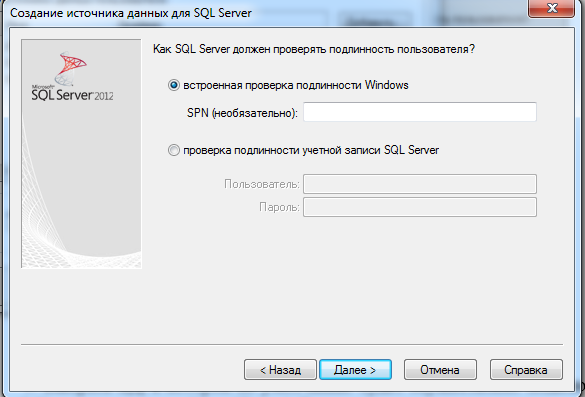 Создание источника данных для SQL Server
Как SQL Server должен проверять подлинность пользователя?
Microsoft
SQL Server 2012
встроенная проверка подлинности Windows
SPN (необязательно):
проверка подлинности учетной записи SQL Server
Пользователь:
Пароль:
< Назад
Далее >
Отмена
Справка